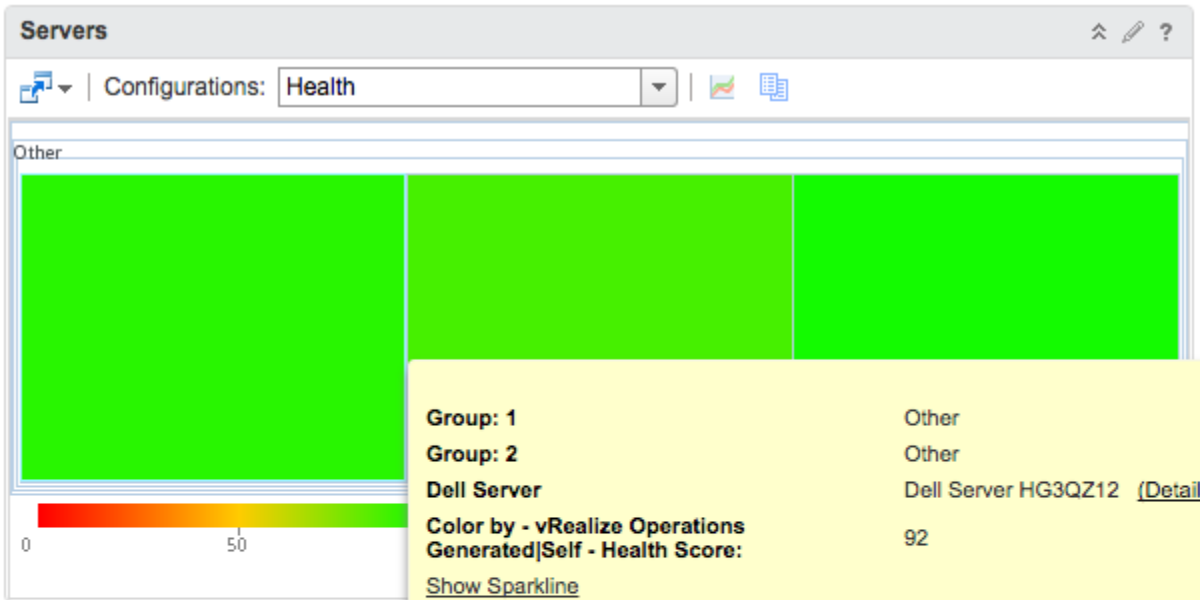 Servers
?
Configurations: Health
Other
Group: 1 Other
Group: 2 Other
Dell Server Dell Server HG3QZ12 (Detail
Color by - vRealize Operations
Generated|Self - Health Score: 92
Show Sparkline
0 50